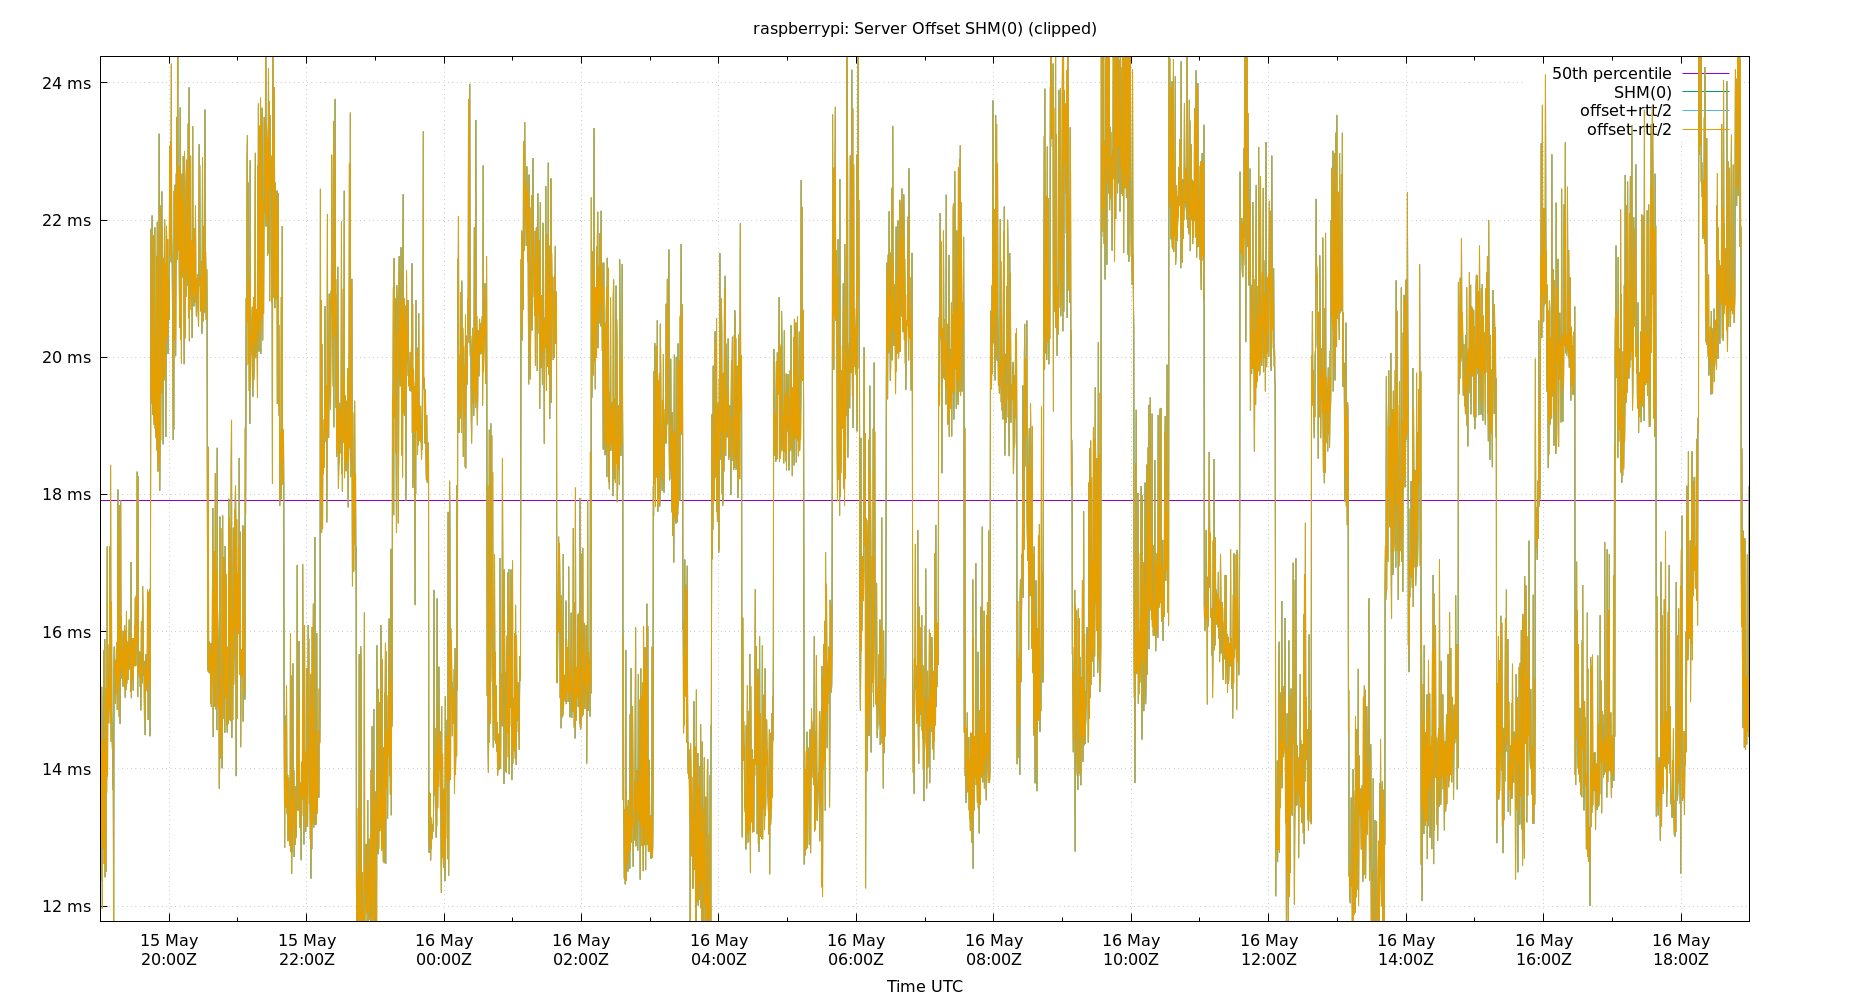 raspberrypi: Server Offset SHM(0) (clipped)
50th percentile
SHM(0)
offset+rtt/2
offset-rtt/2
24 ms
22 ms
20 ms
18 ms
16 ms
14 ms
12 ms
15 May 15 May 16 May 16 May 16 May 16 May 16 May 16 May 16 May 16 May 16 May 16 May
20:00Z 22:00Z 00:00Z 02:00Z 04:00Z 06:00Z 08:00Z 10:00Z 12:00Z 14:00Z 16:00Z 18:00Z
Time UTC